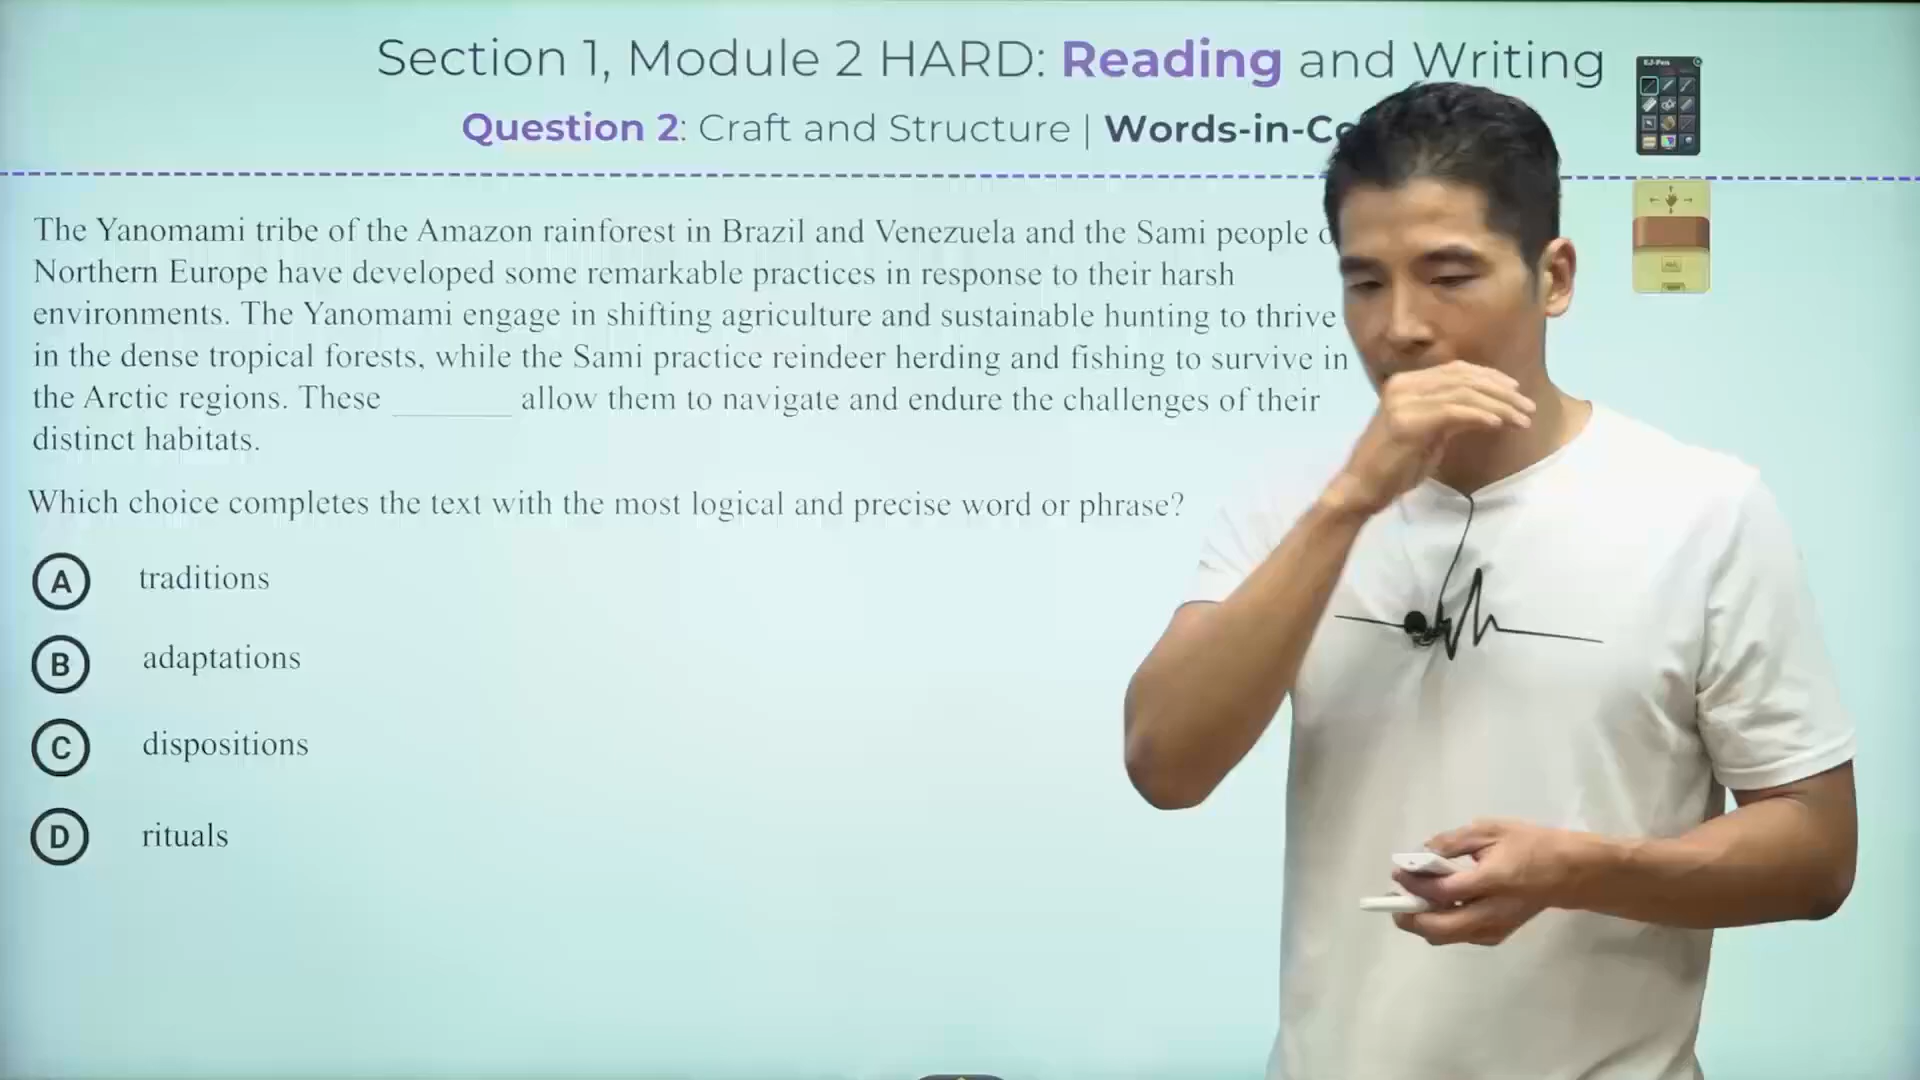 Section 1, Module 2 HARD: Reading and Writing
Question 2: Craft and Structure | Words-in-
The Yanomami tribe of the Amazon rainforest in Brazil and Venezuela and the Sami people
Northern Europe have developed some remarkable practices in response to their harsh
environments. The Yanomami engage in shifting agriculture and sustainable hunting to thrive
in the dense tropical forests, while the Sami practice reindeer herding and fishing to survive in
the Arctic regions. These ________ allow them to navigate and endure the challenges of their
distinct habitats.
Which choice completes the text with the most logical and precise word or phrase?
A traditions
B adaptations
C dispositions
D rituals
EJ-Pen